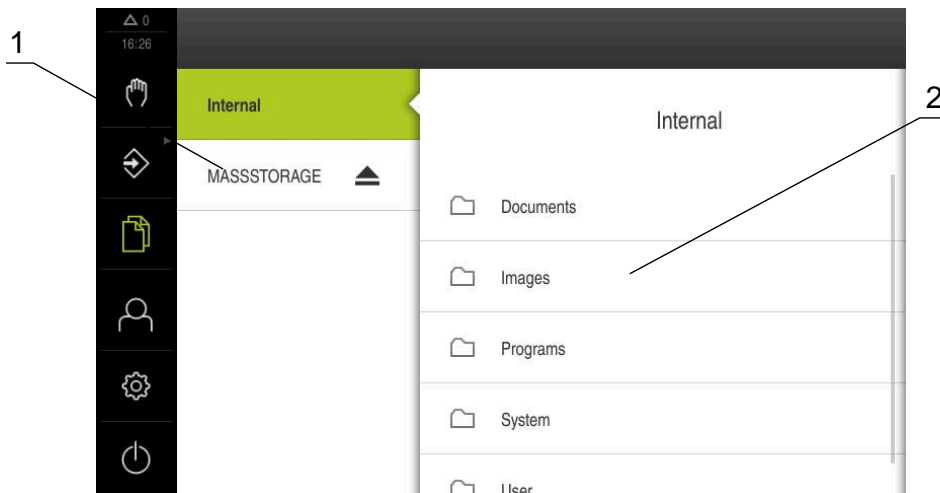 1
0
16:26
Internal
MASSSTORAGE
Internal
Documents
Images
Programs
System
User
2